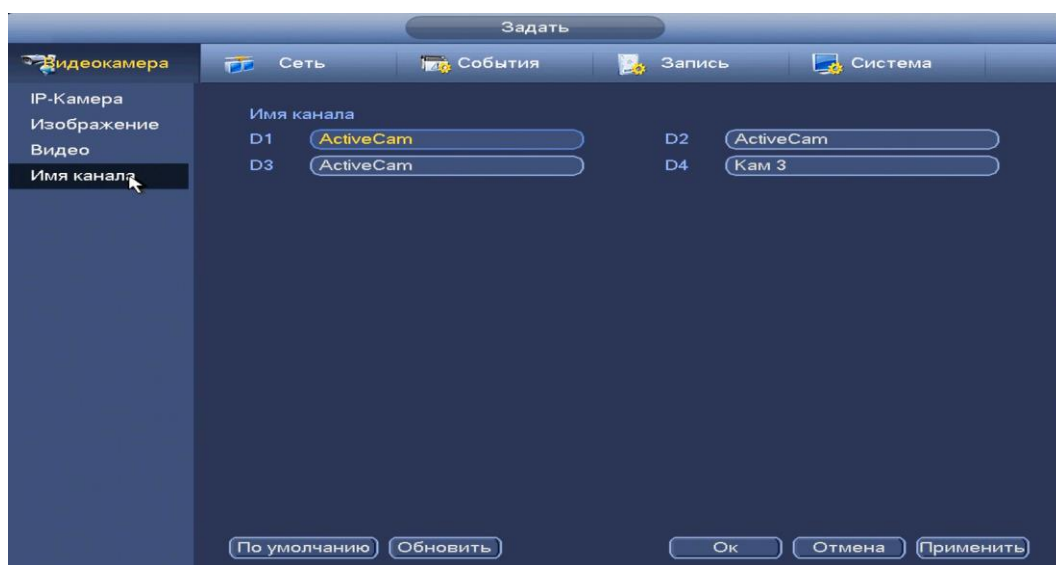 Задать
Видеокамера Сеть События Запись Система
IP-Камера
Изображение
Видео
Имя канала
Имя канала
D1 ActiveCam D2 ActiveCam
D3 ActiveCam D4 Кам 3
По умолчанию Обновить Ок Отмена Применить